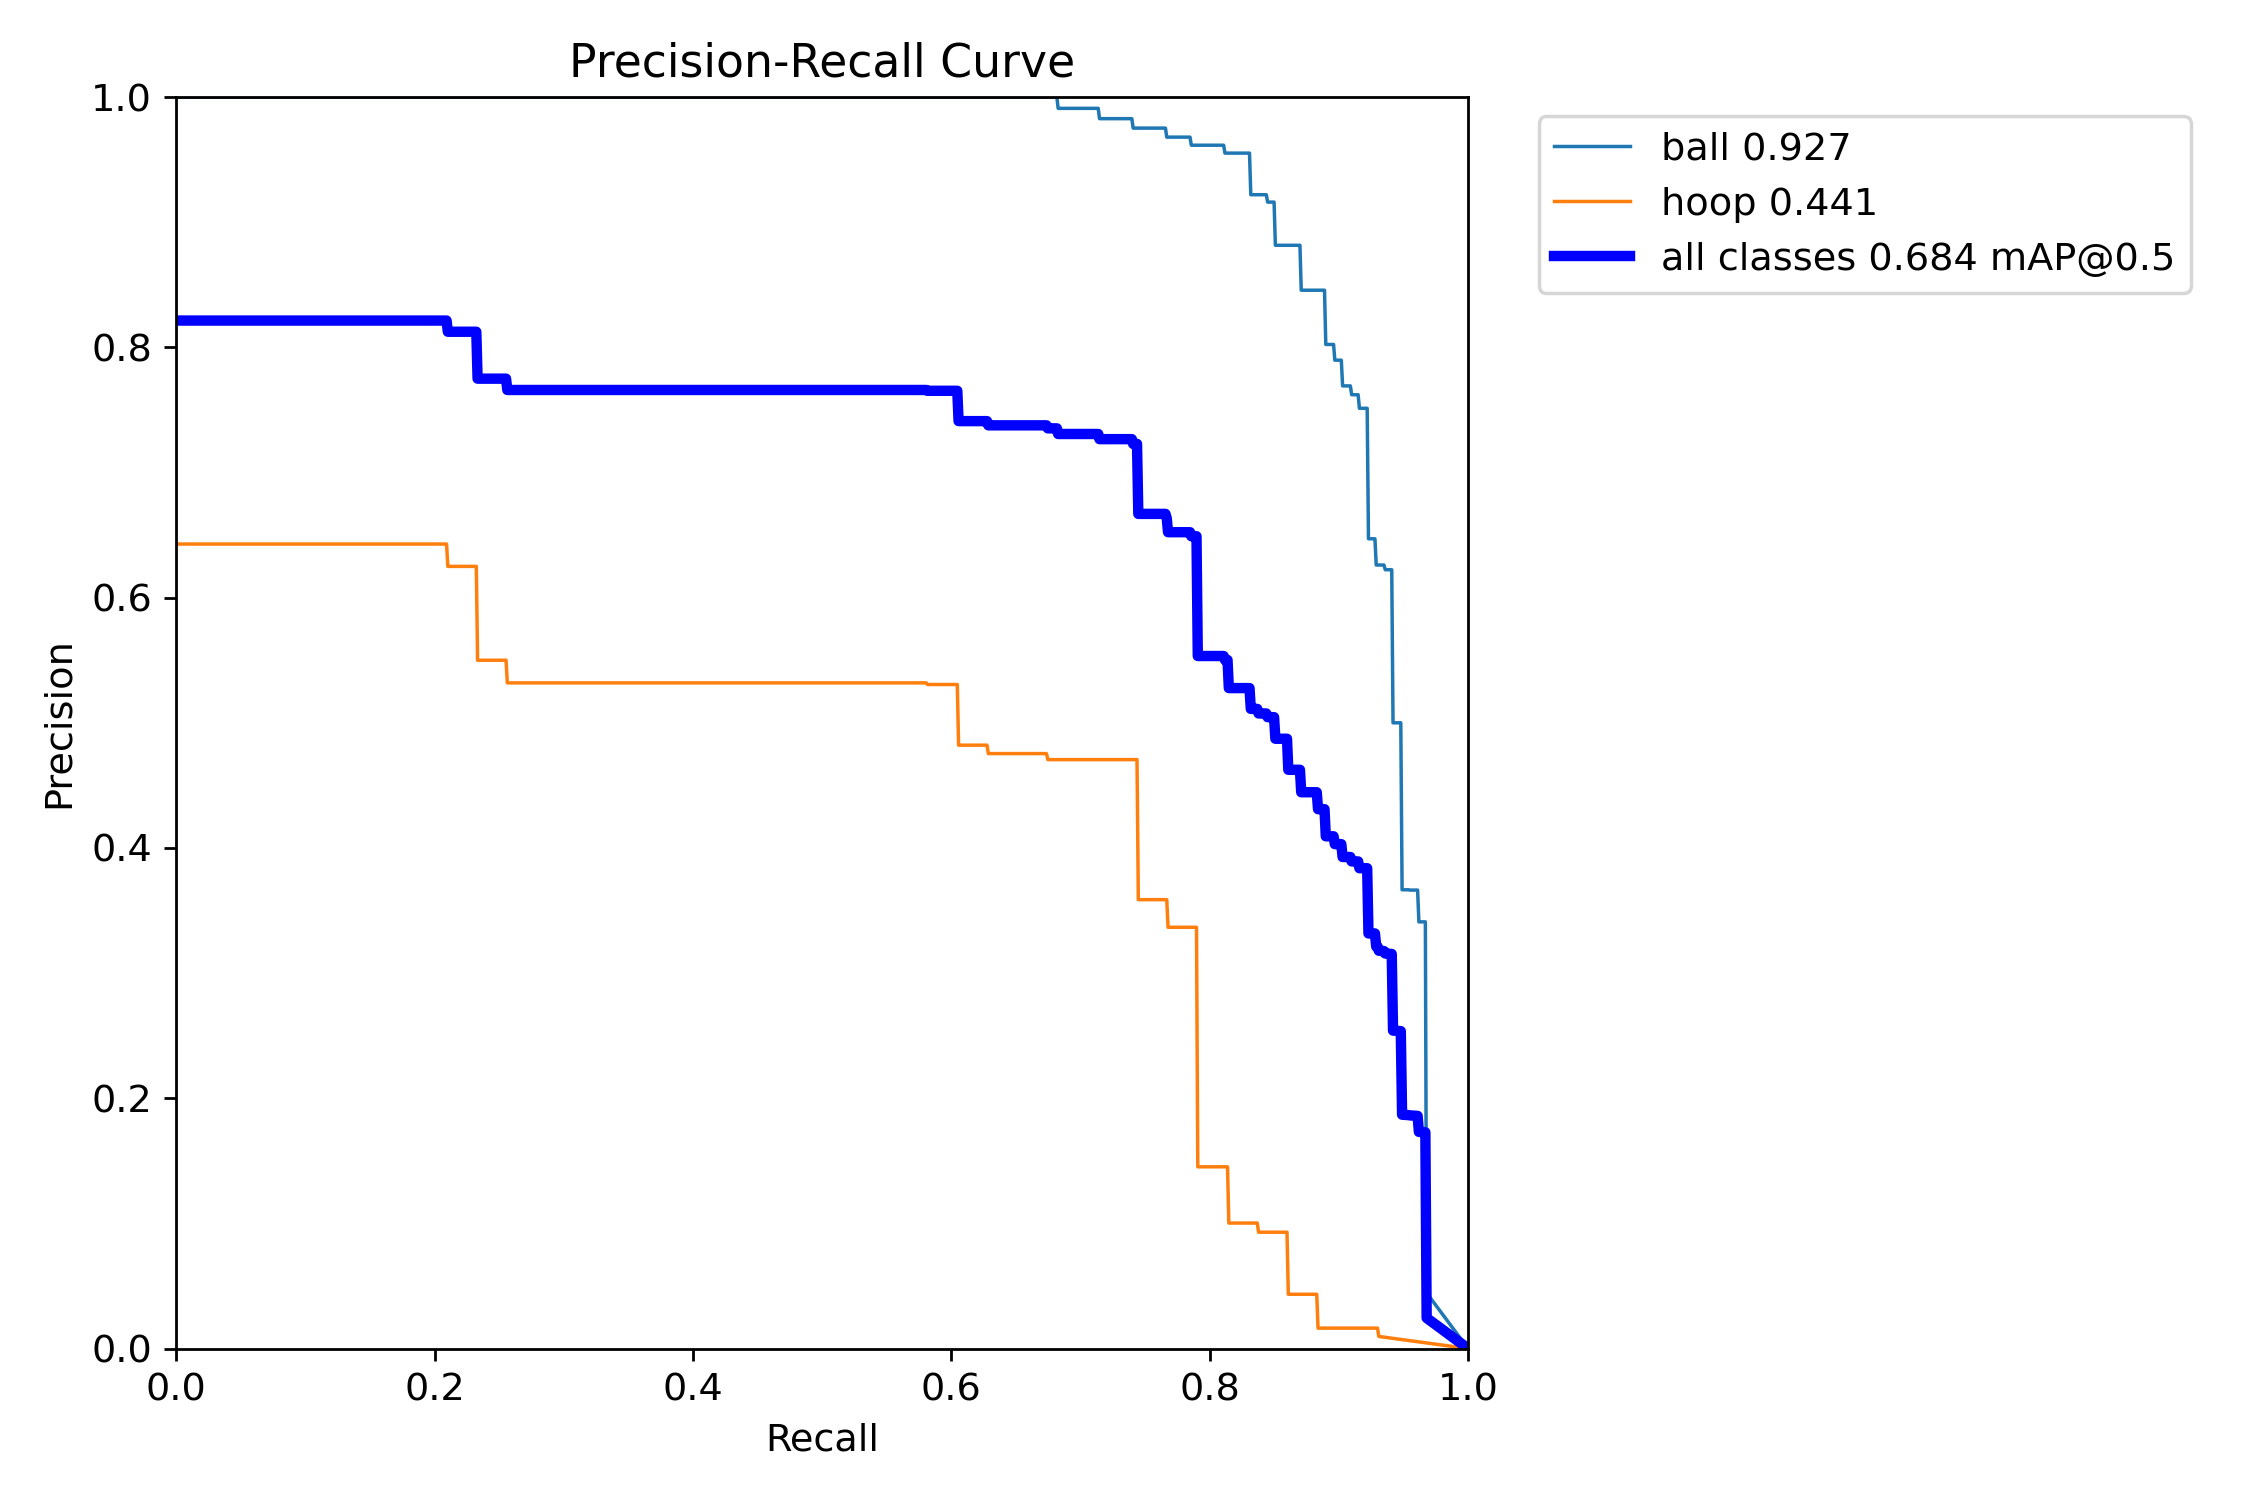 Precision-Recall Curve
1.0
0.8
0.6
0.4
0.2
0.0
Precision
0.0 0.2 0.4 0.6 0.8 1.0
Recall
ball 0.927
hoop 0.441
all classes 0.684 mAP@0.5